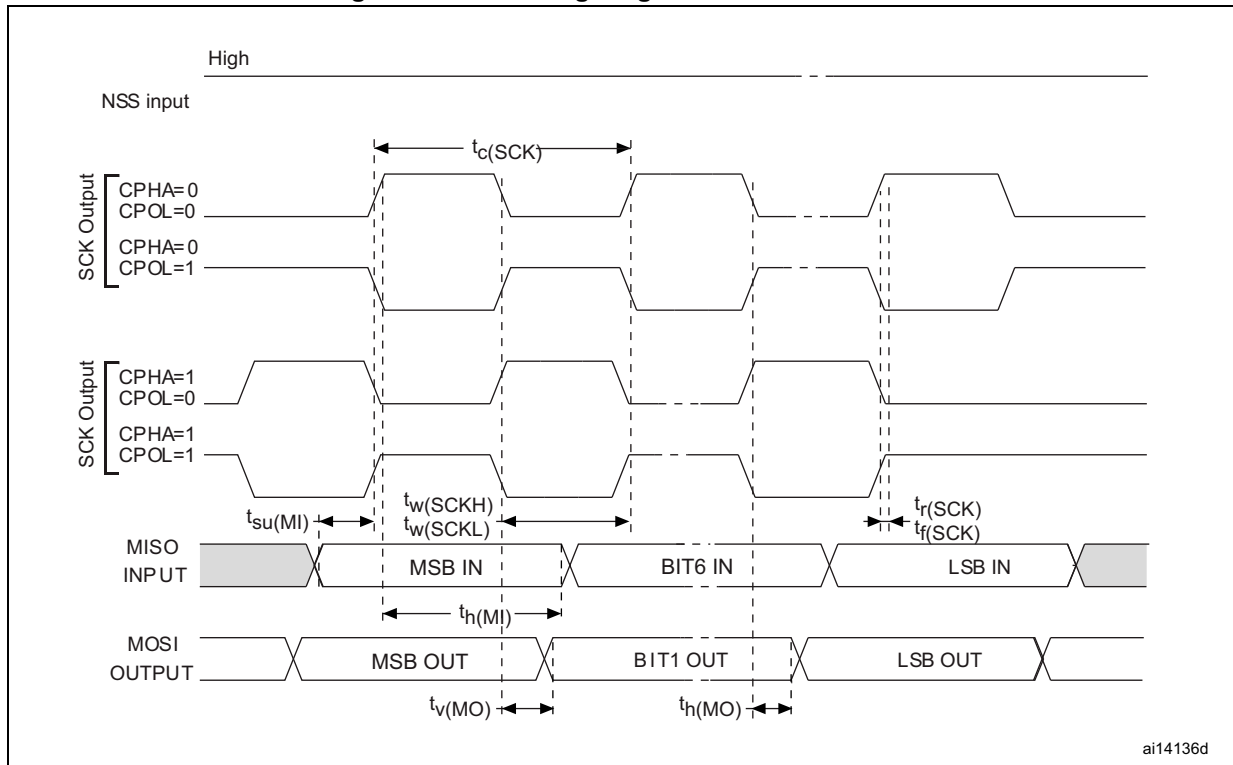 High
NSS input
tc(SCK)
SCK Output
CPHA=0
CPOL=0
CPHA=0
CPOL=1
SCK Output
CPHA=1
CPOL=0
CPHA=1
CPOL=1
tw(SCKH)
tw(SCKL)
tr(SCK)
tf(SCK)
tsu(MI)
MISO
INPUT
MSB IN
BIT6 IN
LSB IN
th(MI)
MOSI
OUTPUT
MSB OUT
BIT1 OUT
LSB OUT
tv(MO)
th(MO)
ai14136d